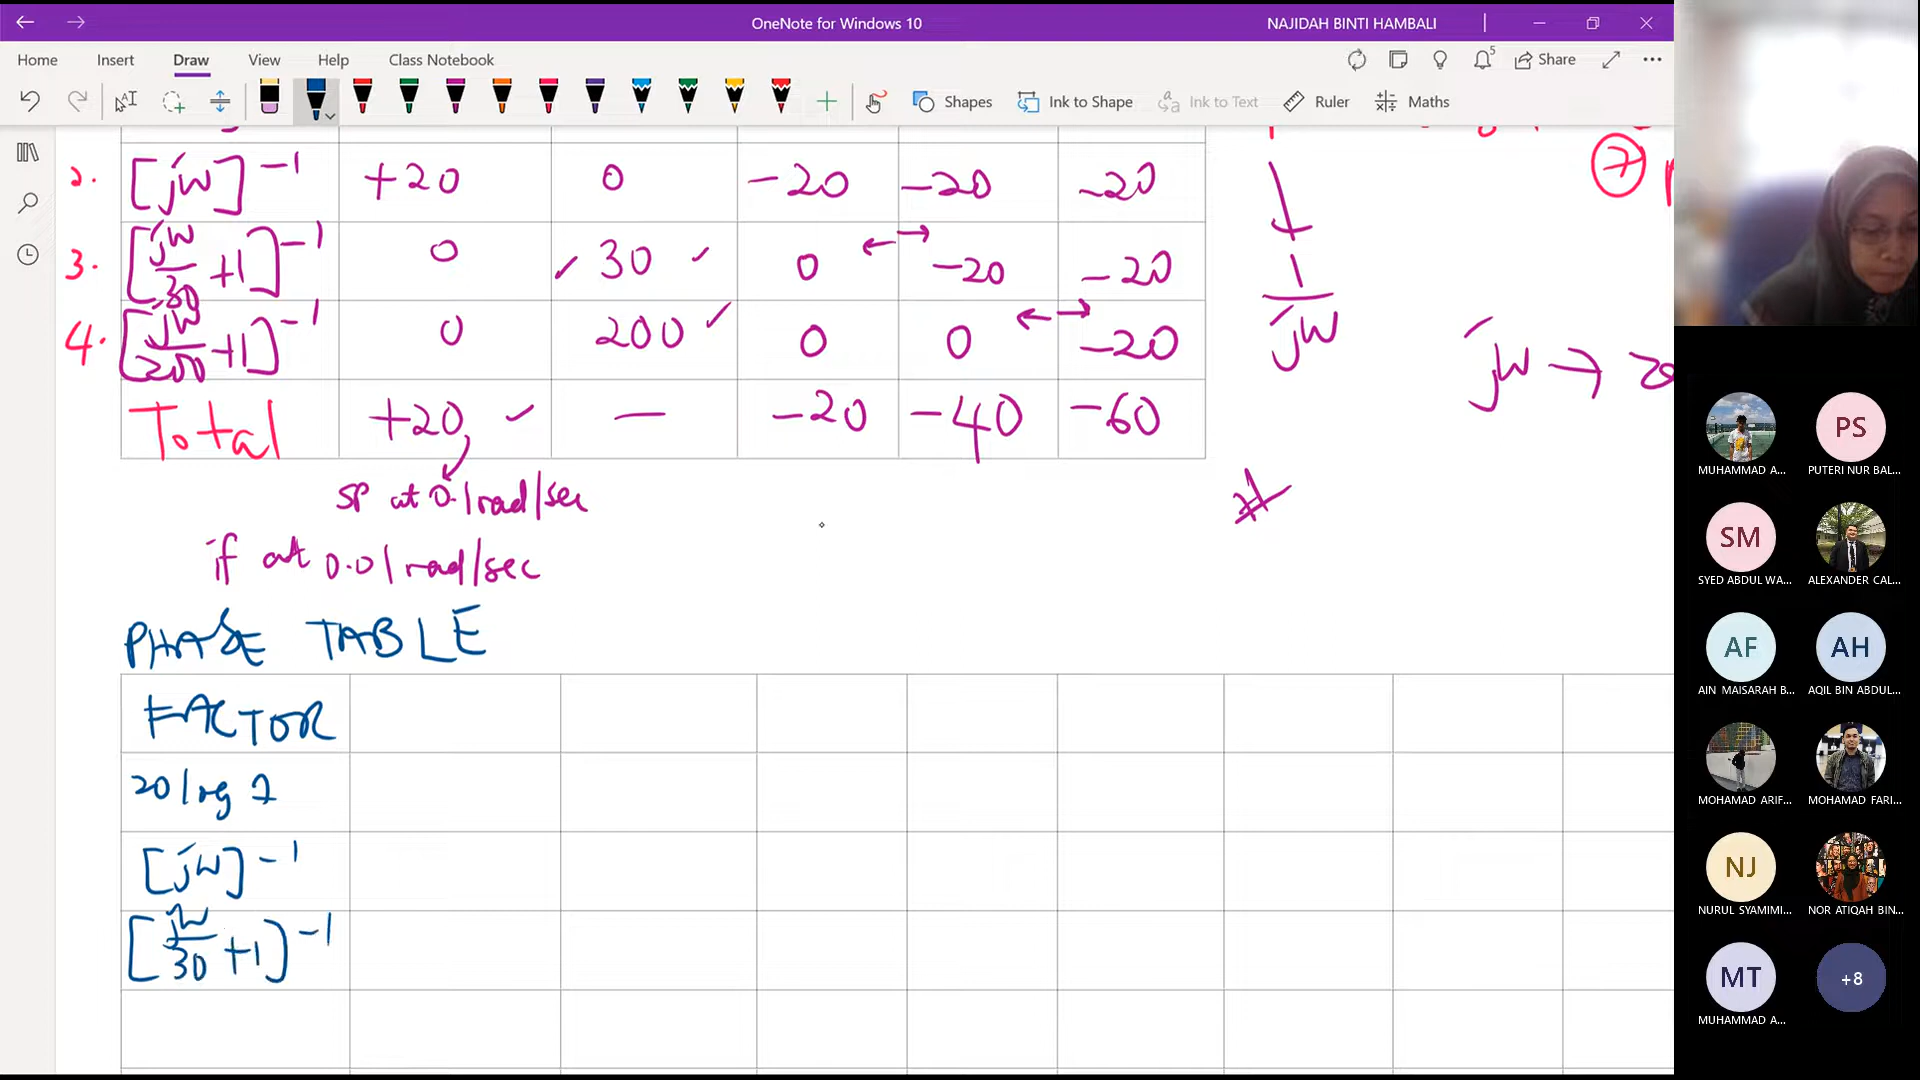 OneNote for Windows 10
NAJIDAH BINTI HAMBALI
Home Insert Draw View Help Class Notebook
5 Share
Shapes Ink to Shape Ink to Text Ruler Maths
7
2. [jw]⁻¹ +20 0 -20 -20 -20
3. [jw/30 +1]⁻¹ 0 ✓ 30 ✓ 0 ← → -20 -20
4. [jw/200 +1]⁻¹ 0 200 ✓ 0 0 ← → -20
Total +20 ✓ — -20 -40 -60
1/jw
jw → 20
SP at 0.1 rad/sec
if at 0.01 rad/sec
PHASE TABLE
FACTOR
20 log 7
[jw]⁻¹
[jw/30 +1]⁻¹
MUHAMMAD A...
PS
PUTERI NUR BAL...
SM
SYED ABDUL WA...
ALEXANDER CAL...
AF
AIN MAISARAH B...
AH
AQIL BIN ABDUL...
MOHAMAD ARIF...
MOHAMAD FARI...
NJ
NURUL SYAMIMI...
NOR ATIQAH BIN...
MT
MUHAMMAD A...
+8